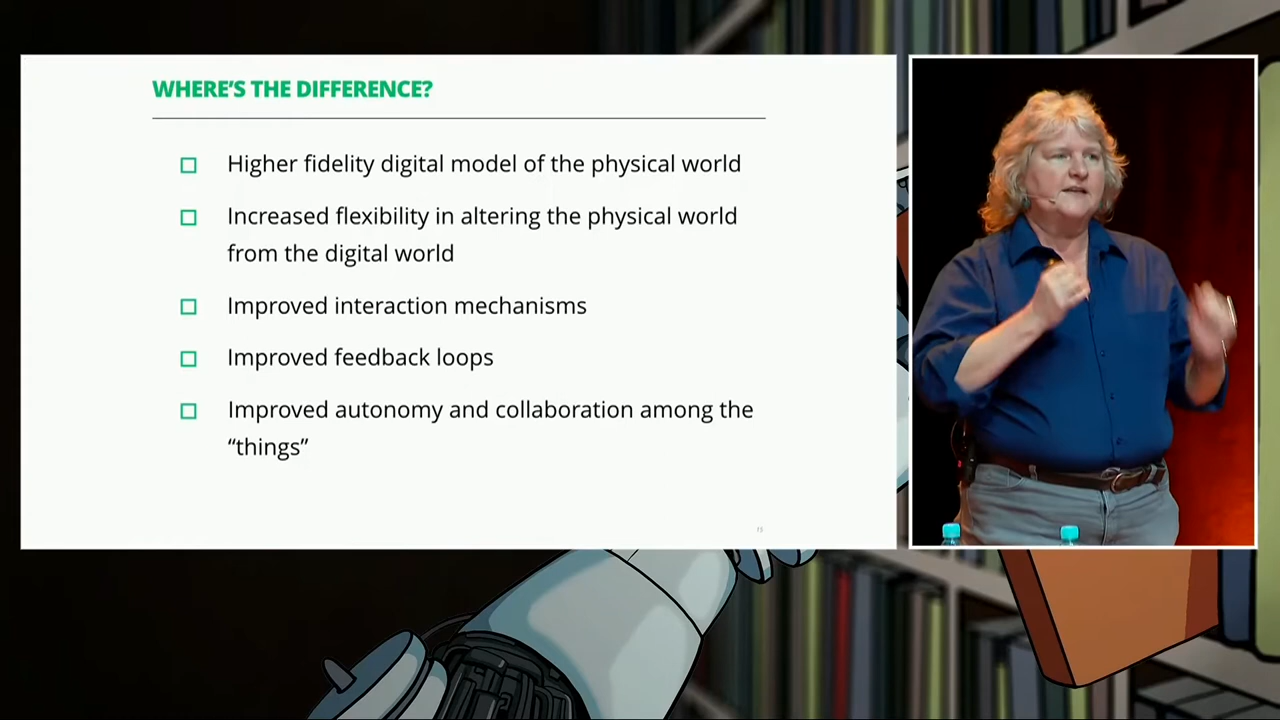 WHERE'S THE DIFFERENCE?
Higher fidelity digital model of the physical world
Increased flexibility in altering the physical world
from the digital world
Improved interaction mechanisms
Improved feedback loops
Improved autonomy and collaboration among the
“things”
15